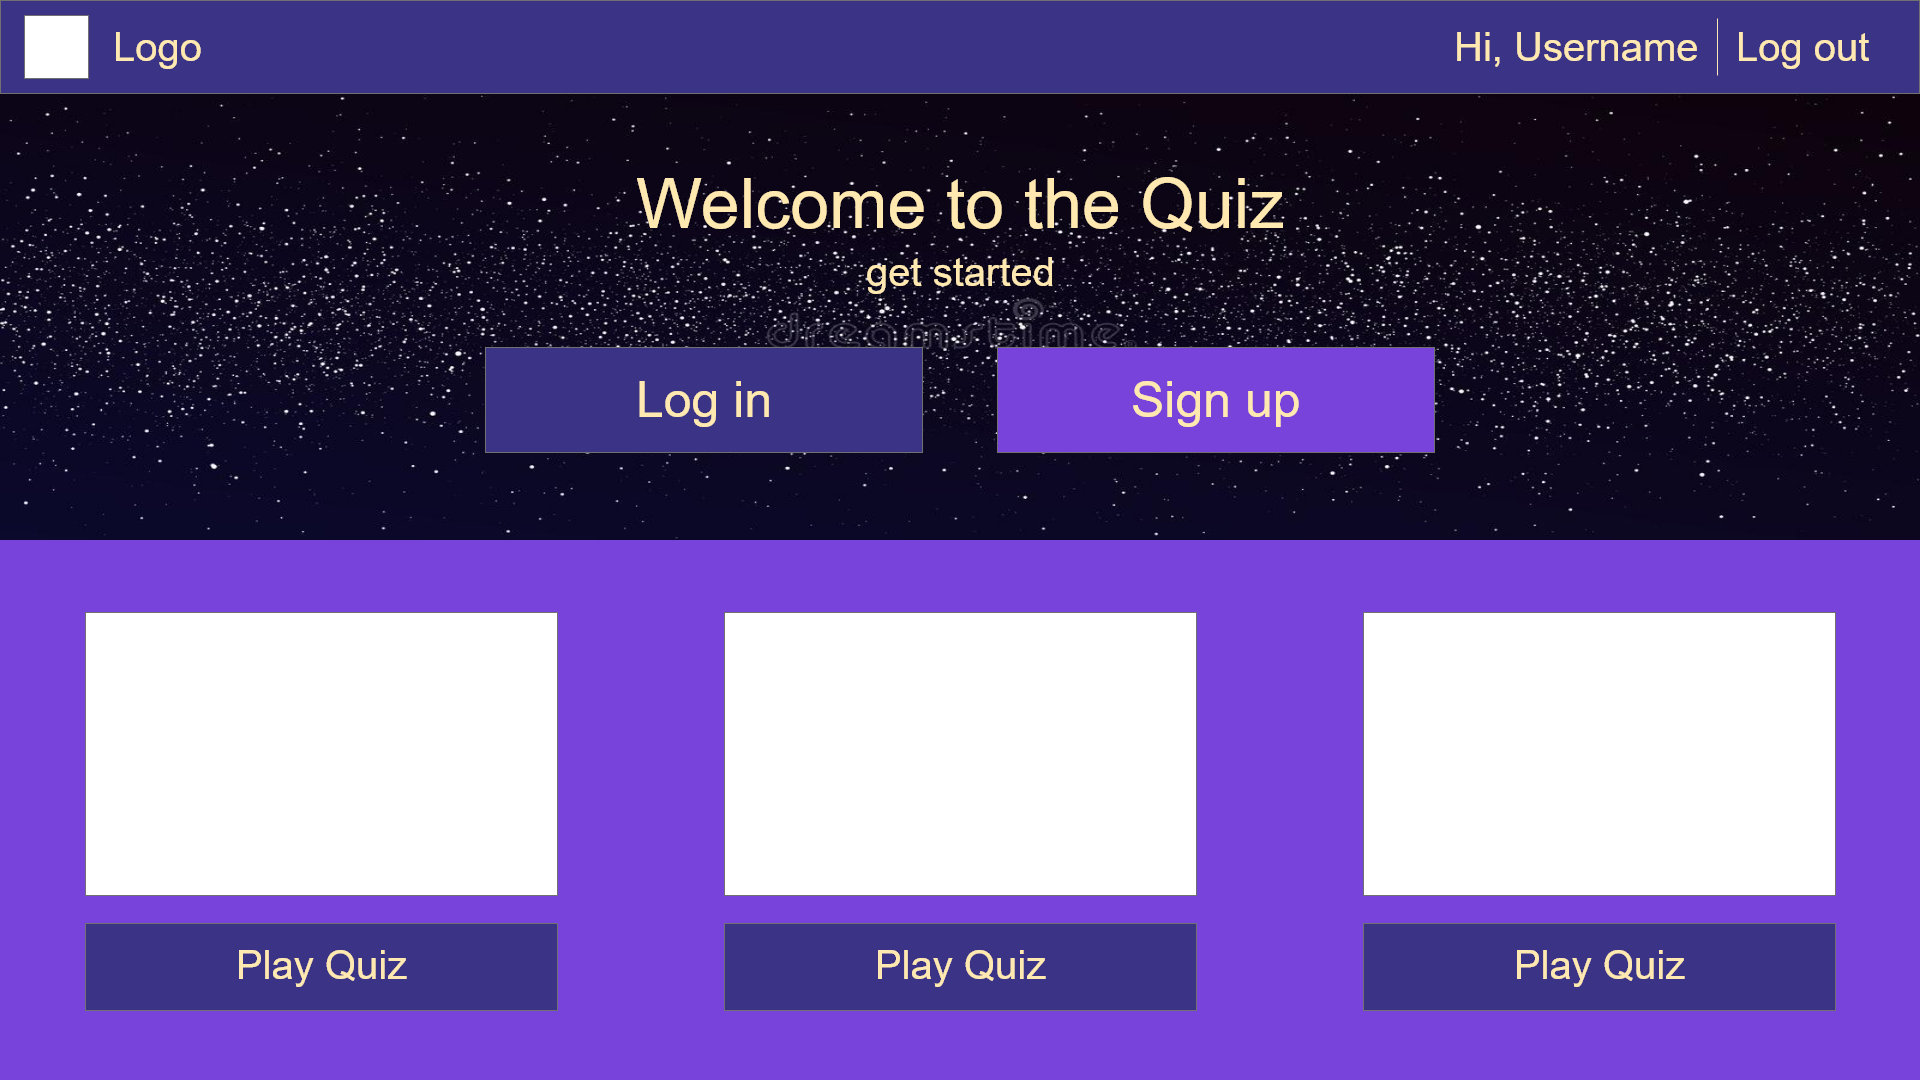 Logo
Hi, Username
Log out
Welcome to the Quiz
get started
dreamstime
Log in
Sign up
Play Quiz
Play Quiz
Play Quiz